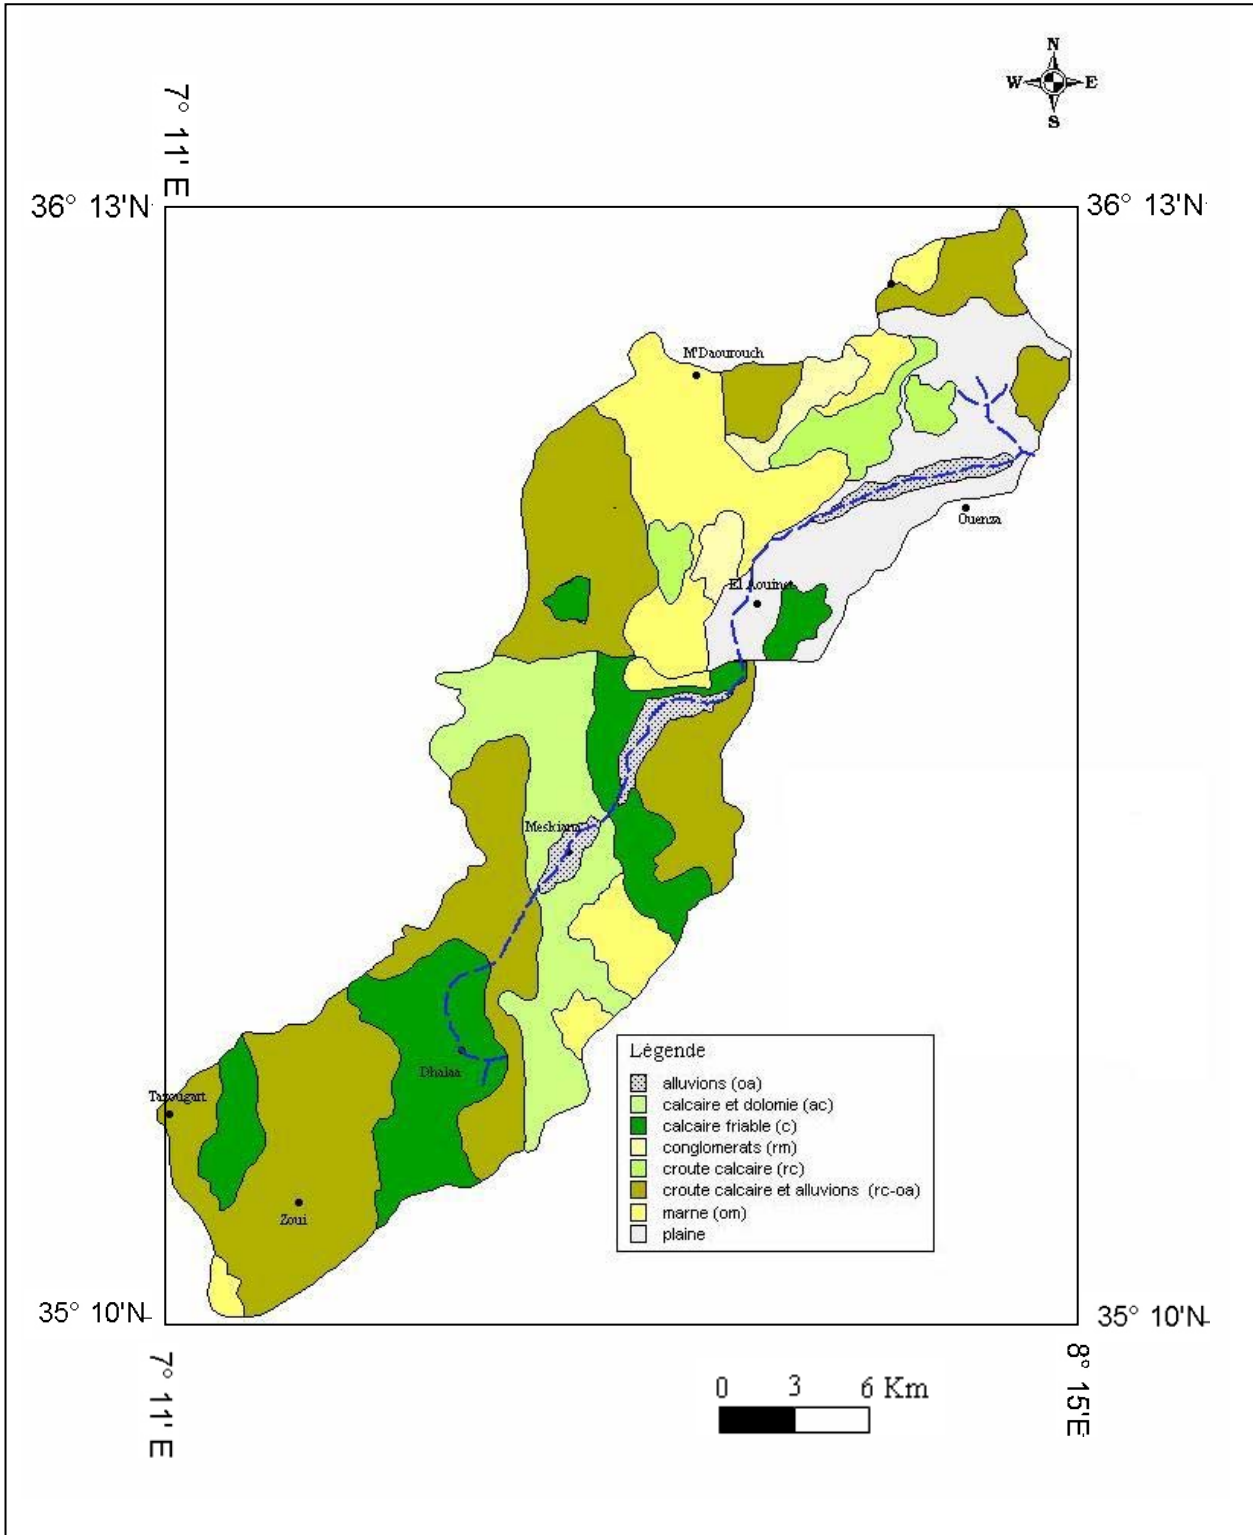 N
W E
S
7° 11' E
36° 13'N
36° 13'N
M'Daourouch
Ouenza
El Aouinet
Meskiana
Dhalaa
Tazougart
Zoui
Légende
alluvions (oa)
calcaire et dolomie (ac)
calcaire friable (c)
conglomerats (rm)
croute calcaire (rc)
croute calcaire et alluvions (rc-oa)
marne (om)
plaine
35° 10'N
35° 10'N
7° 11' E
8° 15'E
0 3 6 Km